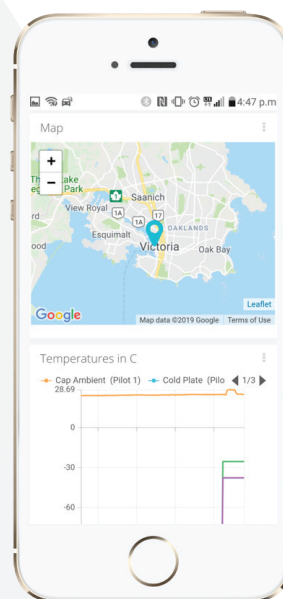 4:47 p.m
Map
+
−
Park
Saanich
View Royal
1A
17
1A
OAKLANDS
Esquimalt
Victoria
Oak Bay
Leaflet
Google
Map data ©2019 Google
Terms of Use
Temperatures in C
Cap Ambient (Pilot 1)
Cold Plate (Pilo
1/3
28.69
0
-30
-60